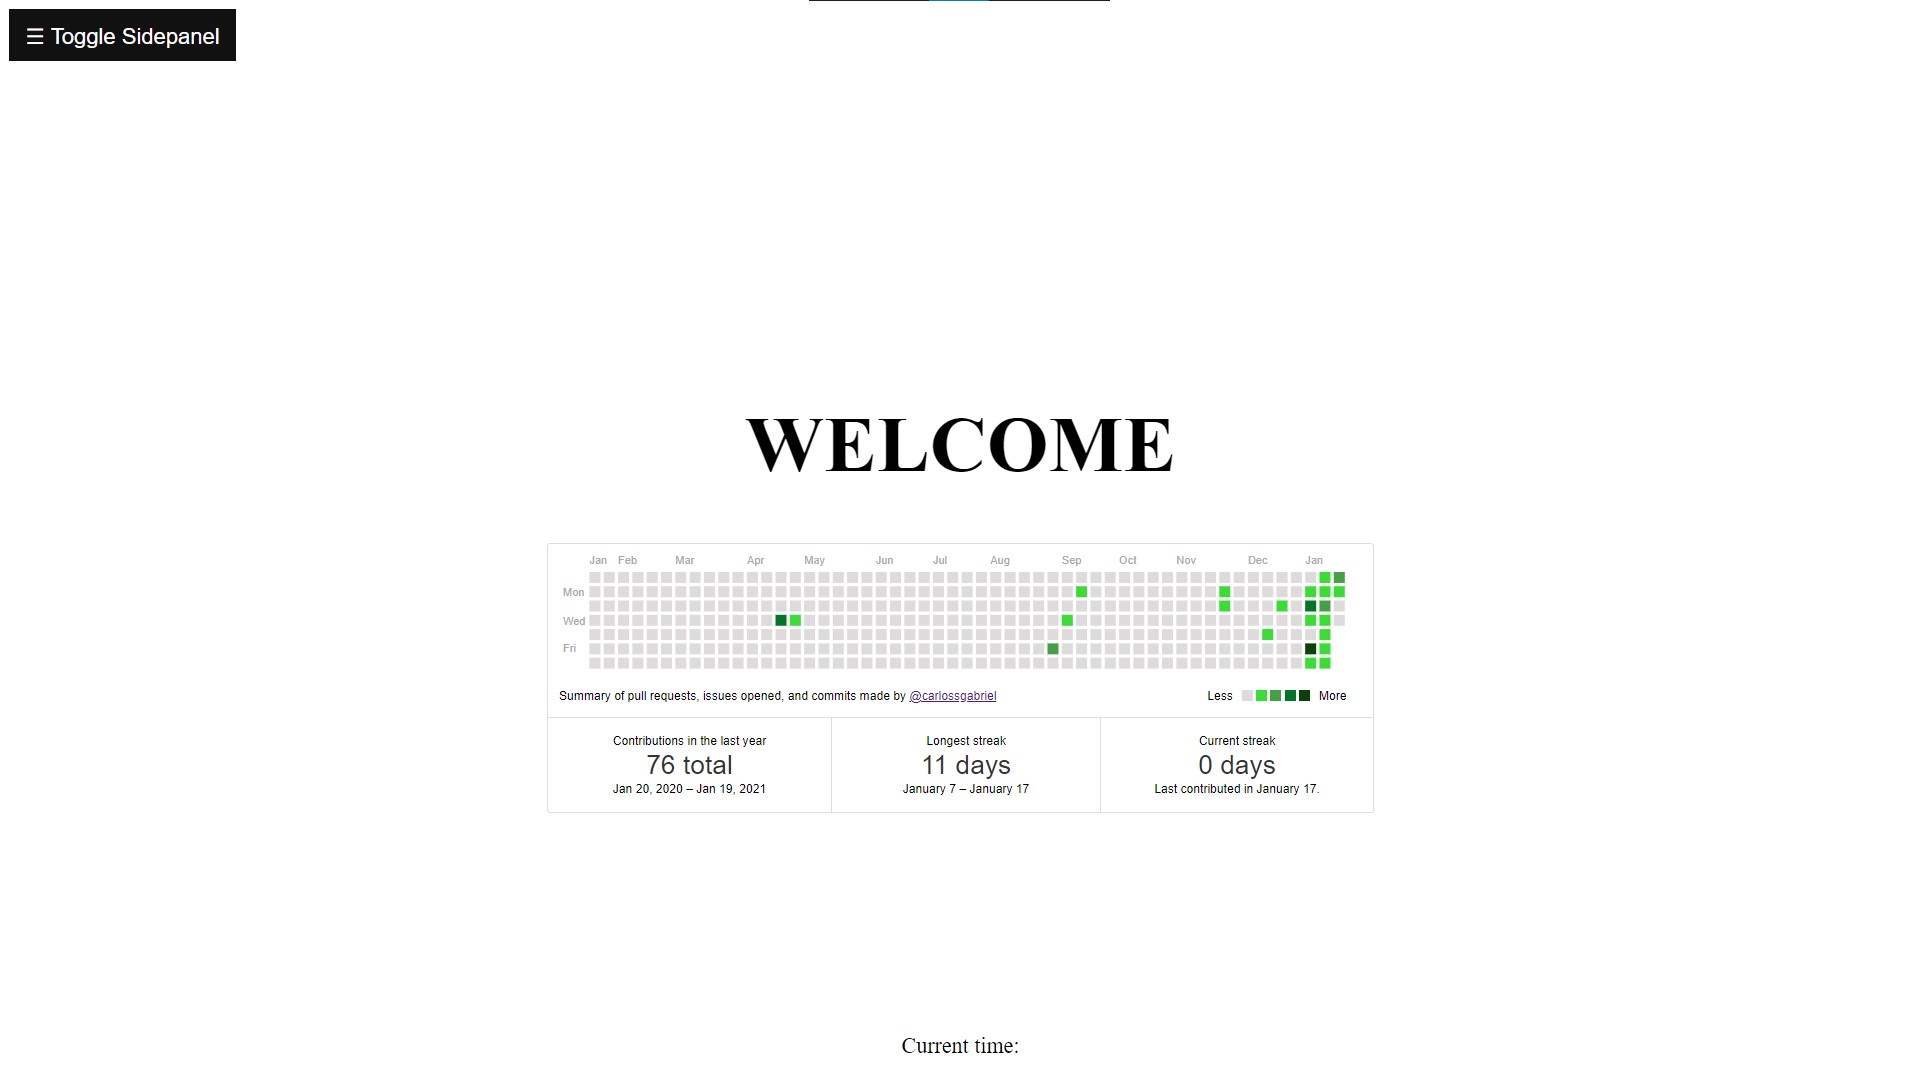 ☰ Toggle Sidepanel
WELCOME
Jan Feb Mar Apr May Jun Jul Aug Sep Oct Nov Dec Jan
Mon
Wed
Fri
Summary of pull requests, issues opened, and commits made by @carlossgabriel
Less More
Contributions in the last year
76 total
Jan 20, 2020 – Jan 19, 2021
Longest streak
11 days
January 7 – January 17
Current streak
0 days
Last contributed in January 17.
Current time: